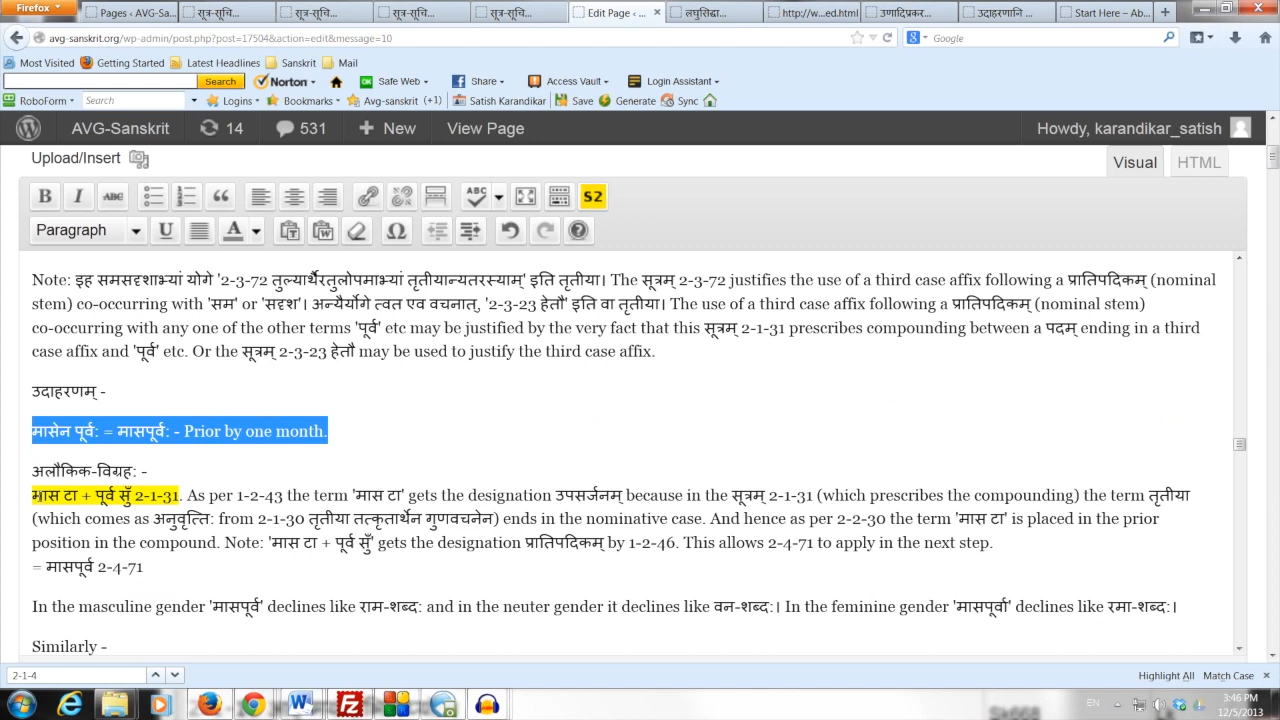 Firefox
Pages ‹ AVG-Sa...
सूत्र-सूचि...
सूत्र-सूचि...
सूत्र-सूचि...
सूत्र-सूचि...
Edit Page ‹ ...
लघुसिद्धा...
http://w...ed.html
उणादिप्रकर...
उदाहरणानि ...
Start Here – Ab...
avg-sanskrit.org/wp-admin/post.php?post=17504&action=edit&message=10
Google
Most Visited Getting Started Latest Headlines Sanskrit Mail
Search Norton Safe Web Share Access Vault Login Assistant
RoboForm Search Logins Bookmarks Avg-sanskrit (+1) Satish Karandikar Save Generate Sync
AVG-Sanskrit 14 531 New View Page Howdy, karandikar_satish
Upload/Insert Visual HTML
B I ABC ABC S2
Paragraph U A Ω
Note: इह समसदृशाभ्यां योगे '2-3-72 तुल्यार्थैरतुलोपमाभ्यां तृतीयान्यतरस्याम्' इति तृतीया। The सूत्रम् 2-3-72 justifies the use of a third case affix following a प्रातिपदिकम् (nominal
stem) co-occurring with 'सम' or 'सदृश'। अन्यैर्योगे त्वत एव वचनात्, '2-3-23 हेतौ' इति वा तृतीया। The use of a third case affix following a प्रातिपदिकम् (nominal stem)
co-occurring with any one of the other terms 'पूर्व' etc may be justified by the very fact that this सूत्रम् 2-1-31 prescribes compounding between a पदम् ending in a third
case affix and 'पूर्व' etc. Or the सूत्रम् 2-3-23 हेतौ may be used to justify the third case affix.
उदाहरणम् -
मासेन पूर्व: = मासपूर्व: - Prior by one month.
अलौकिक-विग्रह: -
मास टा + पूर्व सुँ 2-1-31. As per 1-2-43 the term 'मास टा' gets the designation उपसर्जनम् because in the सूत्रम् 2-1-31 (which prescribes the compounding) the term तृतीया
(which comes as अनुवृत्ति: from 2-1-30 तृतीया तत्कृतार्थेन गुणवचनेन) ends in the nominative case. And hence as per 2-2-30 the term 'मास टा' is placed in the prior
position in the compound. Note: 'मास टा + पूर्व सुँ' gets the designation प्रातिपदिकम् by 1-2-46. This allows 2-4-71 to apply in the next step.
= मासपूर्व 2-4-71
In the masculine gender 'मासपूर्व' declines like राम-शब्द: and in the neuter gender it declines like वन-शब्द:। In the feminine gender 'मासपूर्वा' declines like रमा-शब्द:।
Similarly -
2-1-4 Highlight All Match Case
EN 3:46 PM
12/5/2013